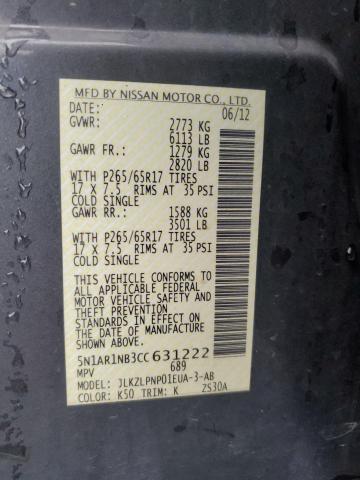 MFD BY NISSAN MOTOR CO., LTD.
DATE: 06/12
GVWR: 2773 KG
6113 LB
GAWR FR.: 1279 KG
2820 LB
WITH P265/65R17 TIRES
17 X 7.5 RIMS AT 35 PSI
COLD SINGLE
GAWR RR.: 1588 KG
3501 LB
WITH P265/65R17 TIRES
17 X 7.5 RIMS AT 35 PSI
COLD SINGLE
THIS VEHICLE CONFORMS TO
ALL APPLICABLE FEDERAL
MOTOR VEHICLE SAFETY AND
THEFT PREVENTION
STANDARDS IN EFFECT ON
THE DATE OF MANUFACTURE
SHOWN ABOVE.
5N1AR1NB3CC631222
MPV 689
MODEL: JLKZLPNP01EUA-3-AB
COLOR: K50 TRIM: K ZS30A